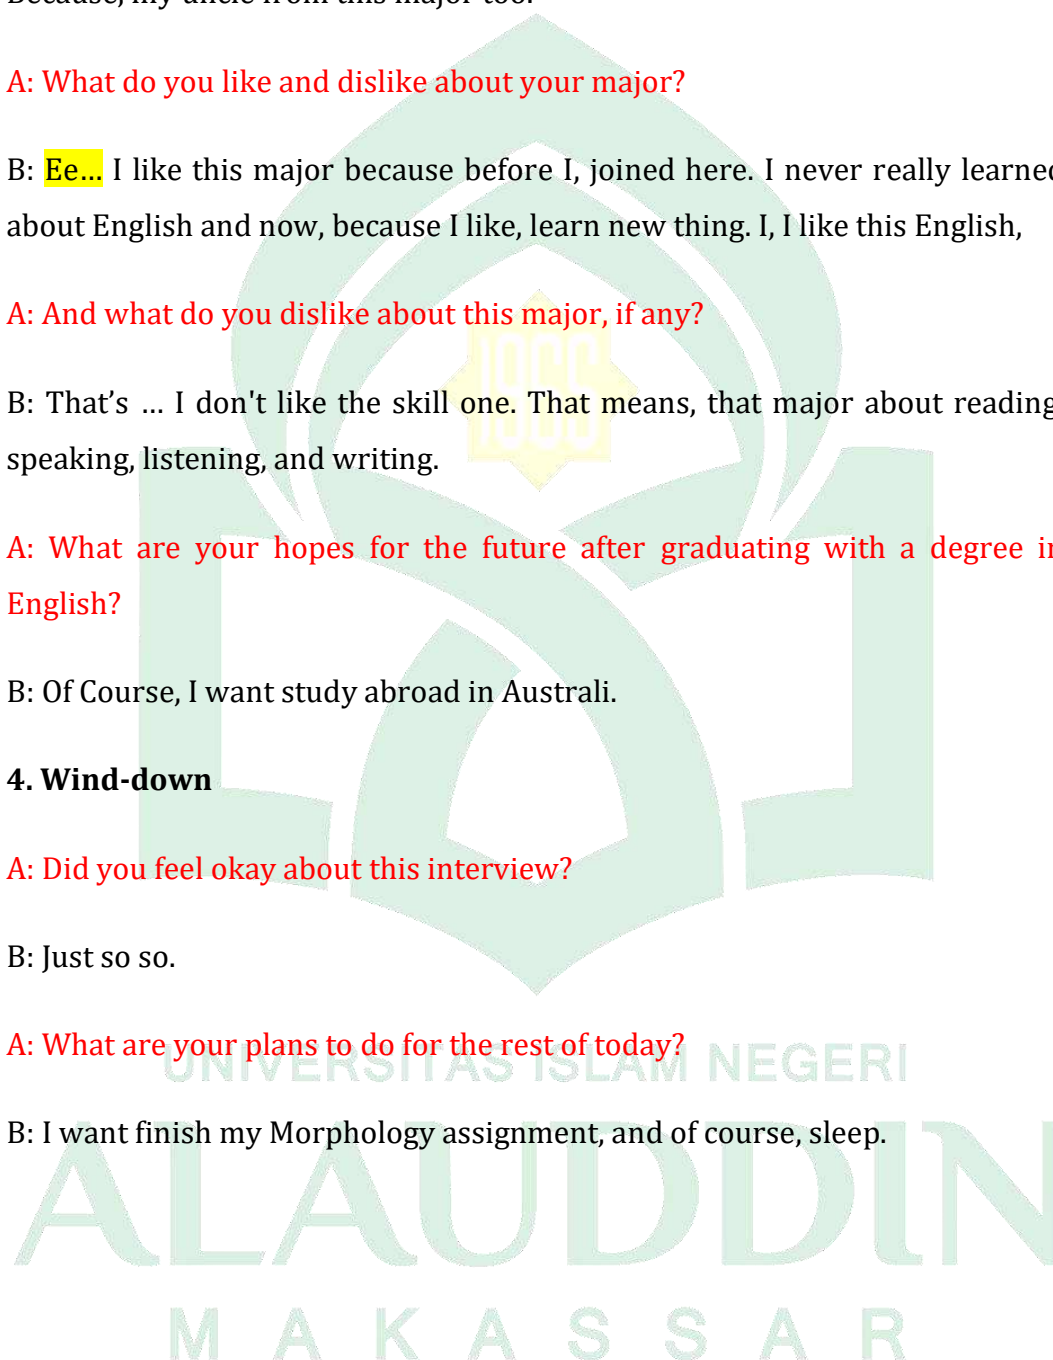 A: What do you like and dislike about your major?
B: Ee... I like this major because before I, joined here. I never really learned
about English and now, because I like, learn new thing. I, I like this English,
A: And what do you dislike about this major, if any?
B: That’s ... I don't like the skill one. That means, that major about reading
speaking, listening, and writing.
A: What are your hopes for the future after graduating with a degree in
English?
B: Of Course, I want study abroad in Australi.
4. Wind-down
A: Did you feel okay about this interview?
B: Just so so.
A: What are your plans to do for the rest of today?
B: I want finish my Morphology assignment, and of course, sleep.
1965
UNIVERSITAS ISLAM NEGERI
ALAUDDIN
MAKASSAR